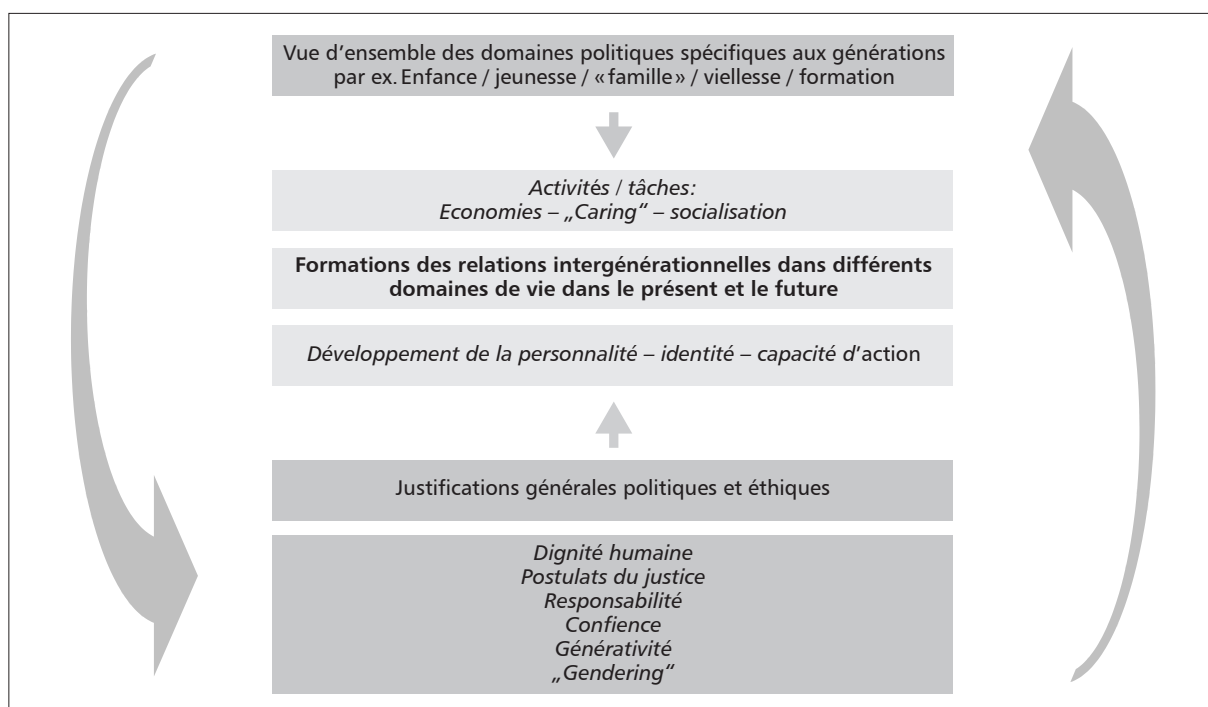 Vue d’ensemble des domaines politiques spécifiques aux générations
par ex. Enfance / jeunesse / «famille» / viellesse / formation
Activités / tâches:
Economies – „Caring“ – socialisation
Formations des relations intergénérationnelles dans différents
domaines de vie dans le présent et le future
Développement de la personnalité – identité – capacité d’action
Justifications générales politiques et éthiques
Dignité humaine
Postulats du justice
Responsabilité
Confience
Générativité
„Gendering“